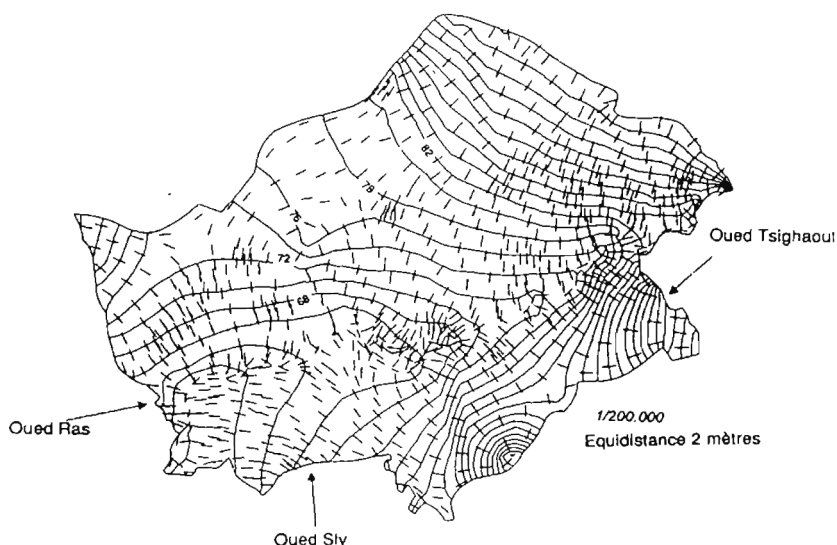 82
78
76
Oued Tsighaout
72
68
1/200.000
Equidistance 2 mètres
Oued Ras
Oued Sly